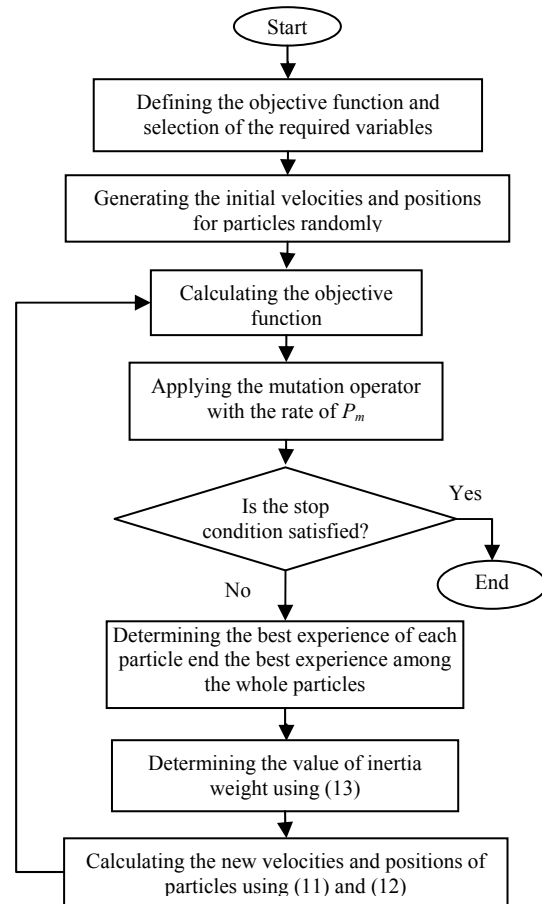 Start
Defining the objective function and
selection of the required variables
Generating the initial velocities and positions
for particles randomly
Calculating the objective
function
Applying the mutation operator
with the rate of Pm
Is the stop
condition satisfied?
Yes
End
No
Determining the best experience of each
particle end the best experience among
the whole particles
Determining the value of inertia
weight using (13)
Calculating the new velocities and positions of
particles using (11) and (12)